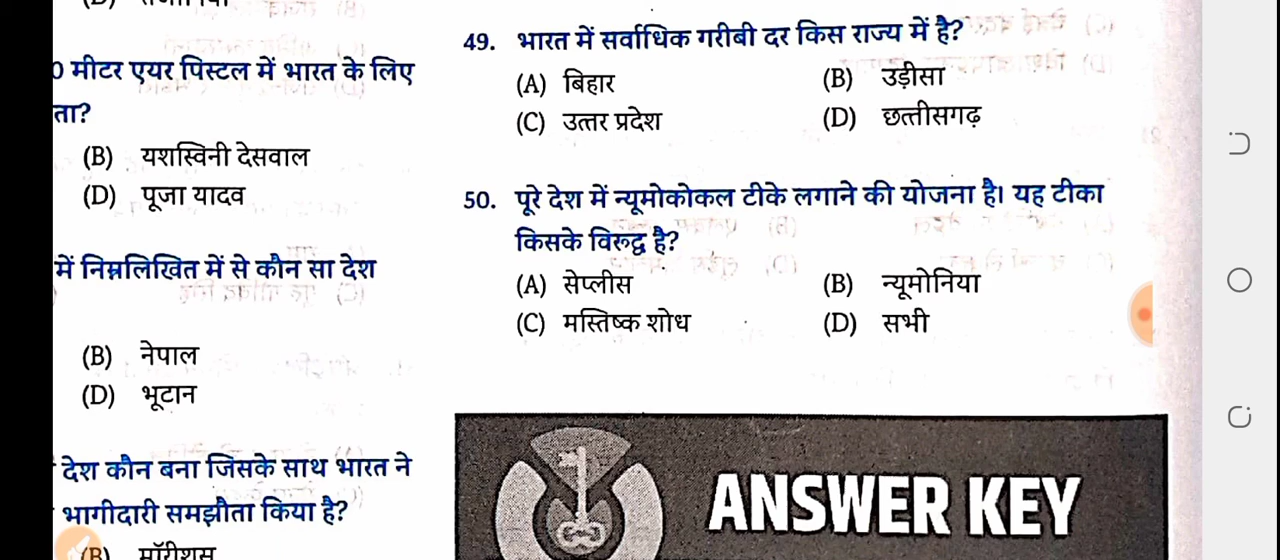 0 मीटर एयर पिस्टल में भारत के लिए
ता?
(B) यशस्विनी देसवाल
(D) पूजा यादव
में निम्नलिखित में से कौन सा देश
(B) नेपाल
(D) भूटान
देश कौन बना जिसके साथ भारत ने
भागीदारी समझौता किया है?
(B) मॉरीशस
49. भारत में सर्वाधिक गरीबी दर किस राज्य में है?
(A) बिहार (B) उड़ीसा
(C) उत्तर प्रदेश (D) छत्तीसगढ़
50. पूरे देश में न्यूमोकोकल टीके लगाने की योजना है। यह टीका
किसके विरूद्ध है?
(A) सेप्लीस (B) न्यूमोनिया
(C) मस्तिष्क शोध (D) सभी
ANSWER KEY